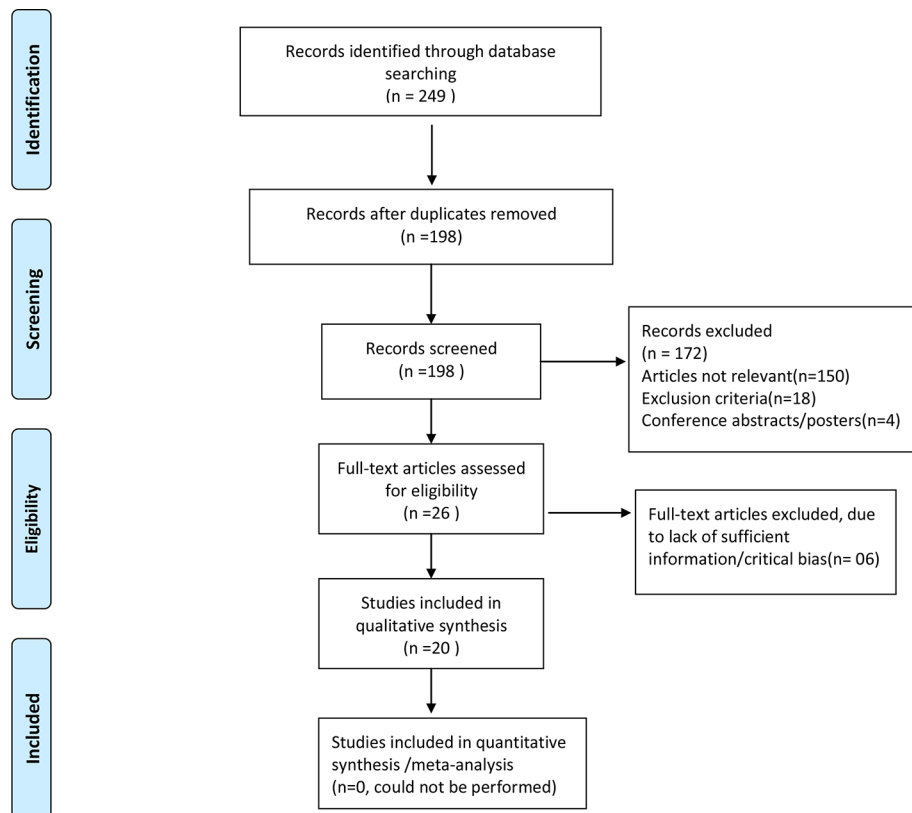 Identification
Records identified through database
searching
(n = 249 )
Records after duplicates removed
(n =198)
Screening
Records screened
(n =198 )
Records excluded
(n = 172)
Articles not relevant(n=150)
Exclusion criteria(n=18)
Conference abstracts/posters(n=4)
Eligibility
Full-text articles assessed
for eligibility
(n =26 )
Full-text articles excluded, due
to lack of sufficient
information/critical bias(n= 06)
Studies included in
qualitative synthesis
(n =20 )
Included
Studies included in quantitative
synthesis /meta-analysis
(n=0, could not be performed)